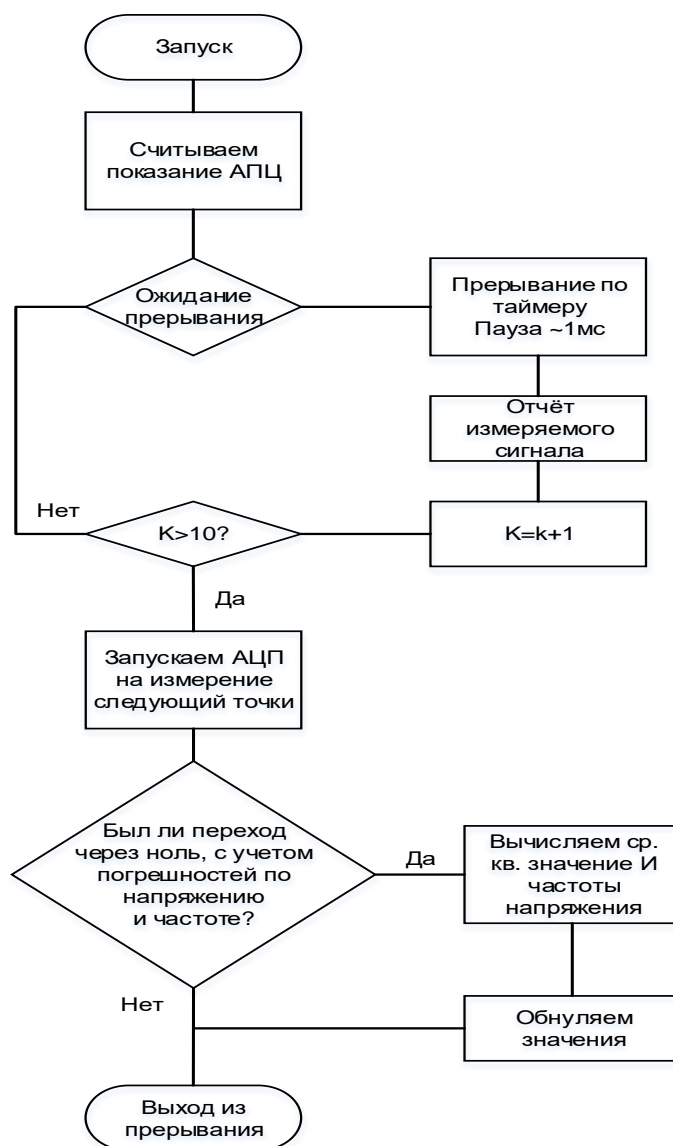 Запуск
Считываем
показание АПЦ
Ожидание
прерывания
Прерывание по
таймеру
Пауза ~1мс
Отчёт
измеряемого
сигнала
Нет
K>10?
K=k+1
Да
Запускаем АЦП
на измерение
следующий точки
Был ли переход
через ноль, с учетом
погрешностей по
напряжению
и частоте?
Да
Вычисляем ср.
кв. значение И
частоты
напряжения
Нет
Обнуляем
значения
Выход из
прерывания